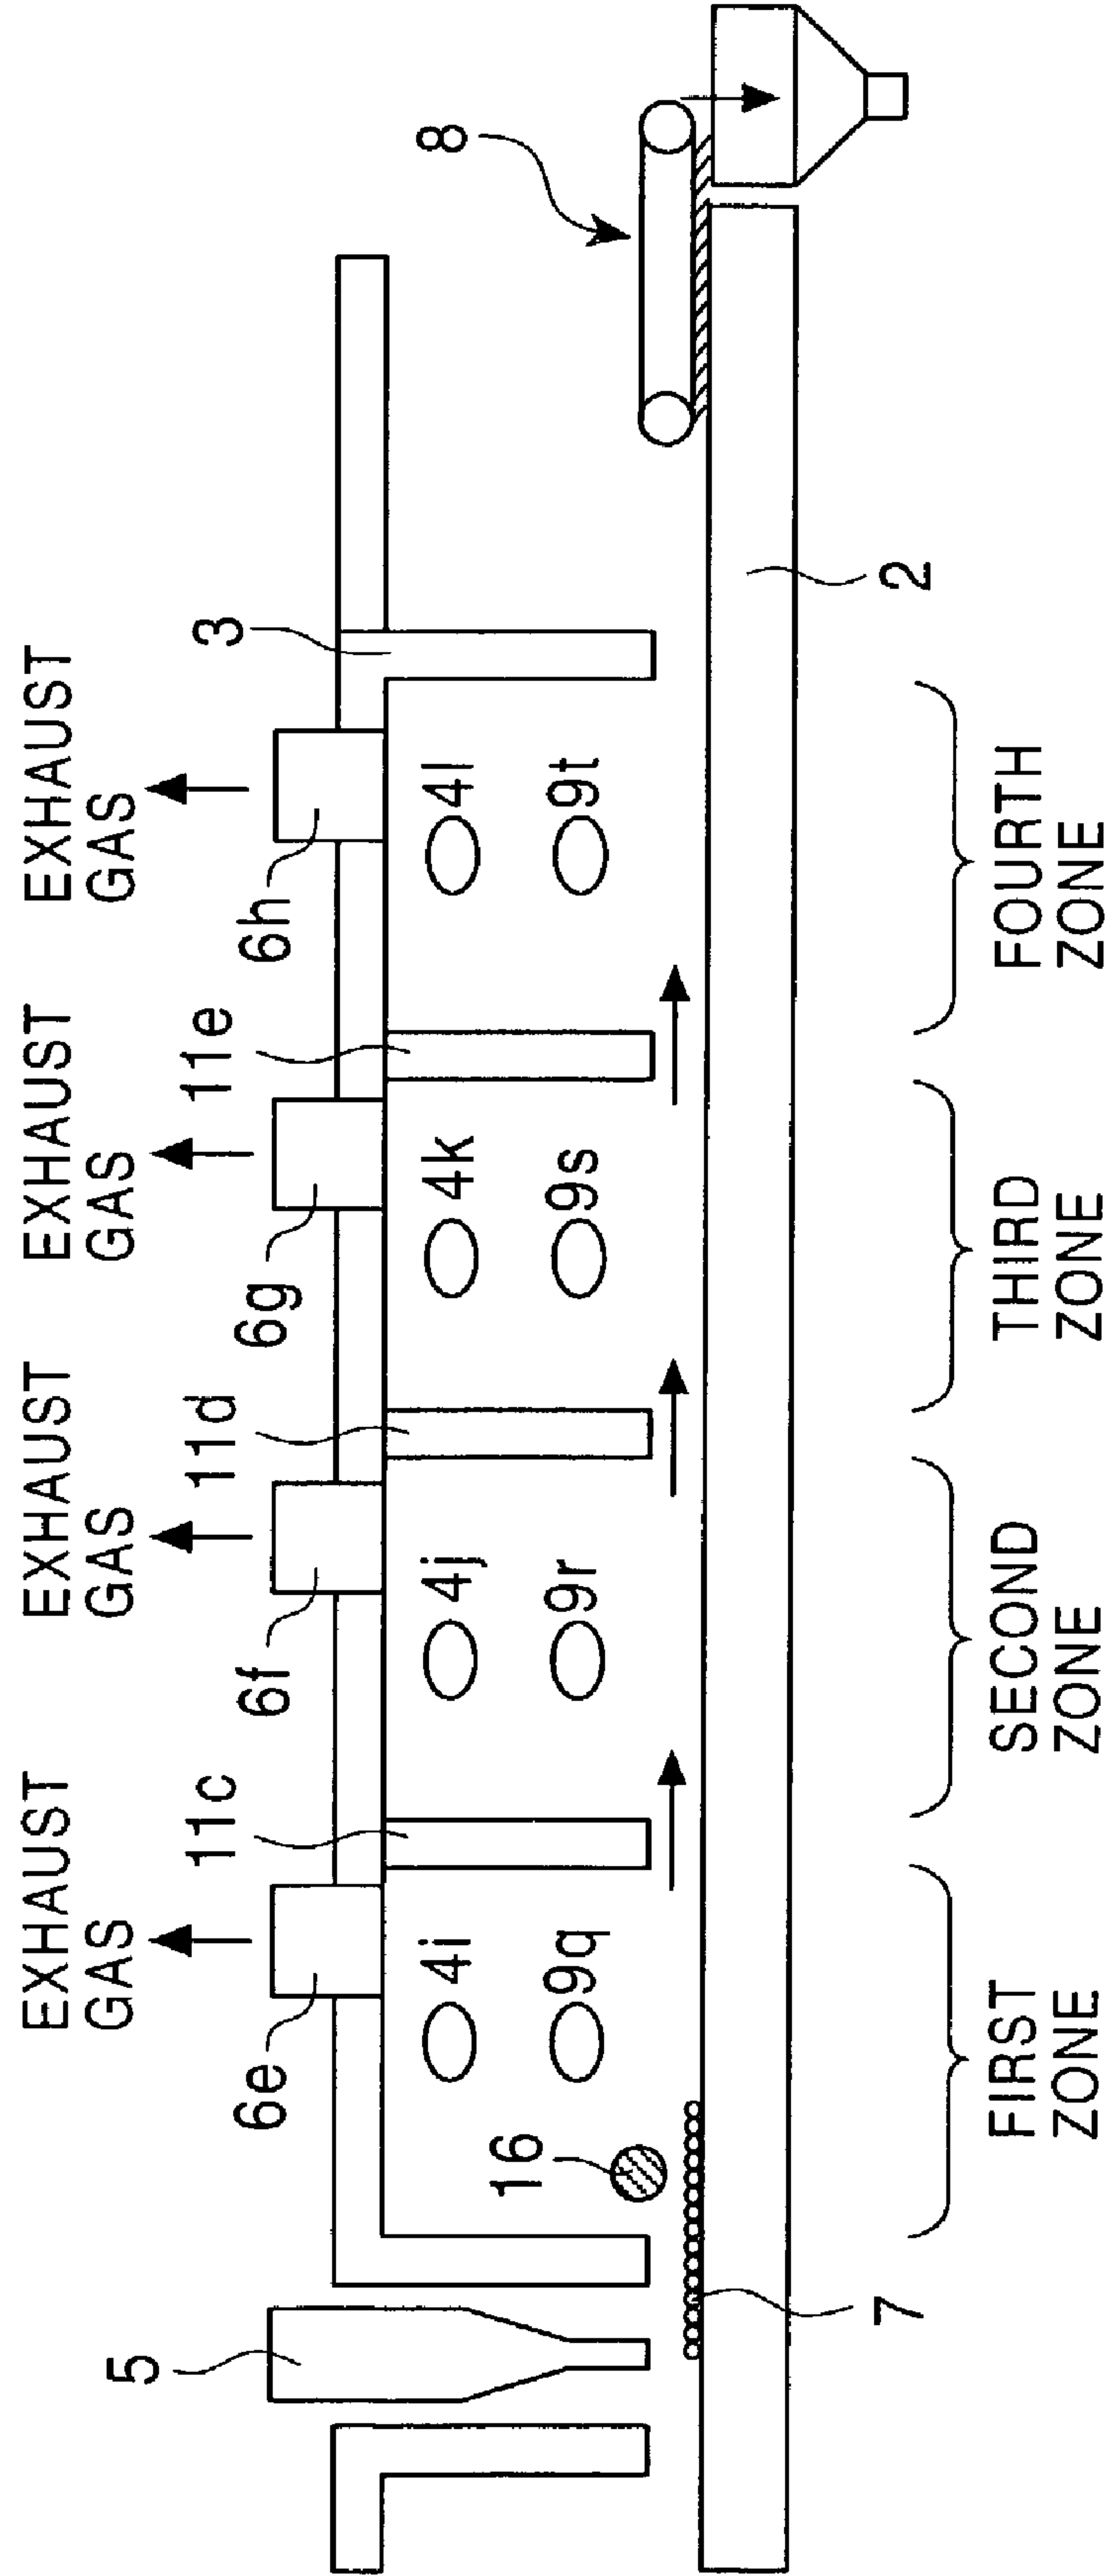 EXHAUST
GAS
EXHAUST
GAS
EXHAUST
GAS
EXHAUST
GAS
5
6e
11c
6f
11d
6g
11e
6h
3
8
4i
4j
4k
4l
9q
9r
9s
9t
16
7
2
FIRST
ZONE
SECOND
ZONE
THIRD
ZONE
FOURTH
ZONE